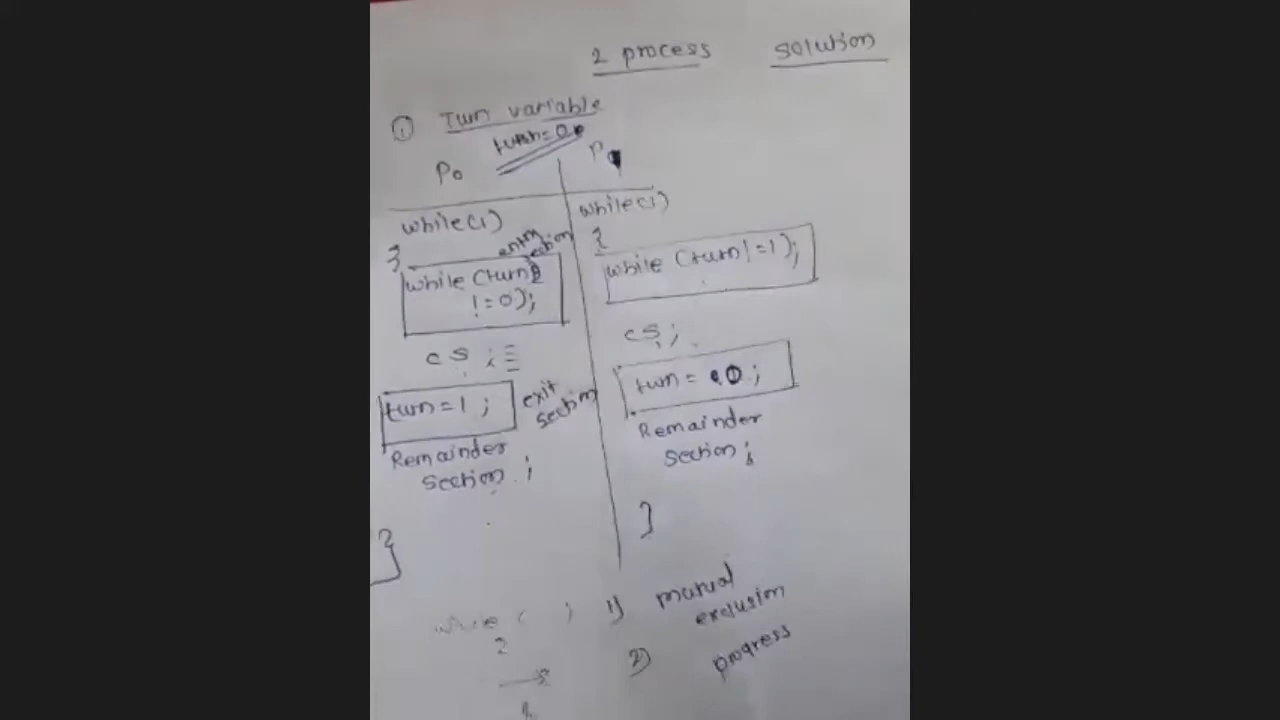 2 process solution
① Turn variable
turn=0
P0
while(1)
{
entry section
while (turn
!=0);
cs ;
turn=1 ;
exit section
Remainder
section ;
}
while(1)
{
while (turn!=1);
cs ;
turn = 0 ;
Remainder
section ;
}
while ( ;
1) mutual
exclusion
2) progress